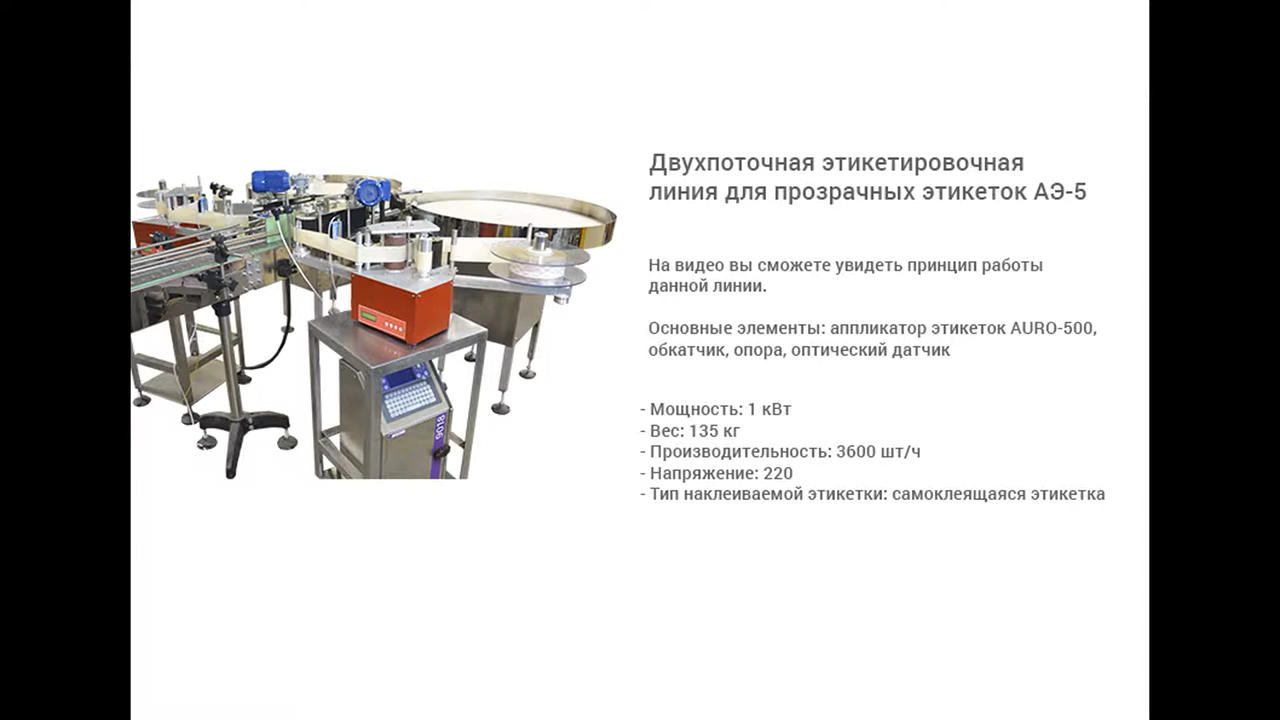 Двухпоточная этикетировочная
линия для прозрачных этикеток АЭ-5
На видео вы сможете увидеть принцип работы
данной линии.
Основные элементы: аппликатор этикеток AURO-500,
обкатчик, опора, оптический датчик
- Мощность: 1 кВт
- Вес: 135 кг
- Производительность: 3600 шт/ч
- Напряжение: 220
- Тип наклеиваемой этикетки: самоклеящаяся этикетка
9018